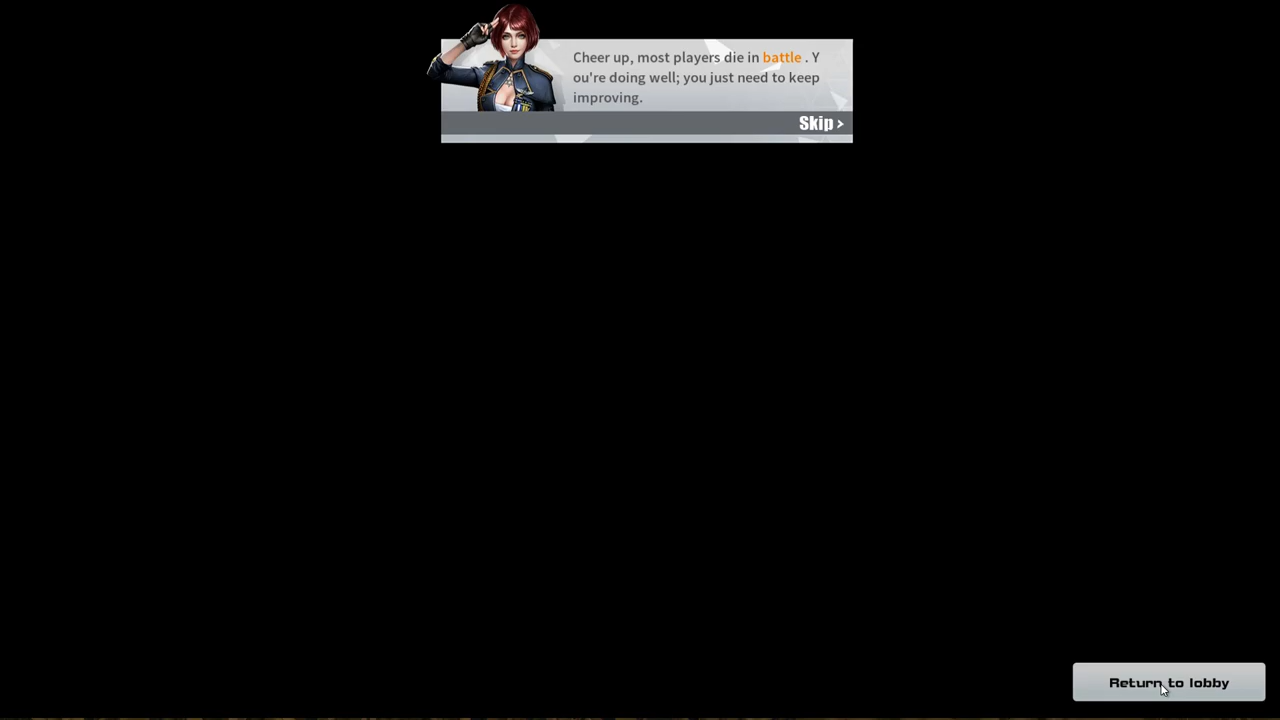 Cheer up, most players die in battle . Y
ou're doing well; you just need to keep
improving.
Skip >
Return to lobby